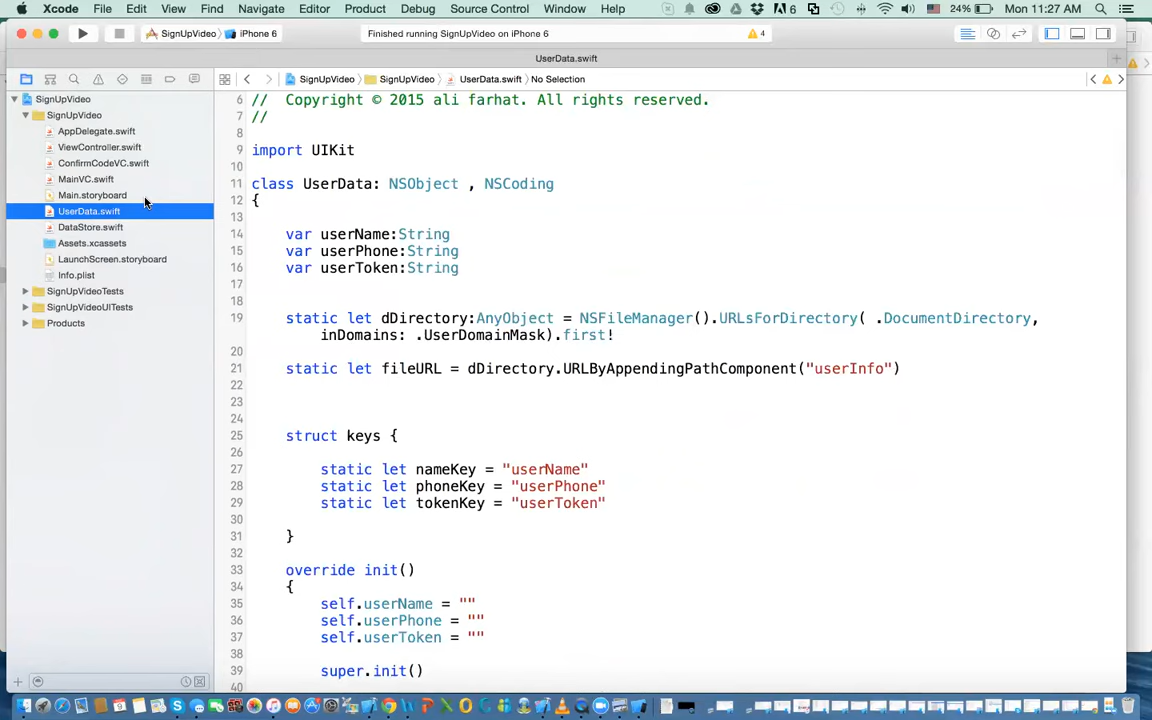 Xcode File Edit View Find Navigate Editor Product Debug Source Control Window Help 6 24% Mon 11:27 AM
SignUpVideo iPhone 6 Finished running SignUpVideo on iPhone 6 4
UserData.swift
SignUpVideo SignUpVideo UserData.swift No Selection
SignUpVideo
SignUpVideo
AppDelegate.swift
ViewController.swift
ConfirmCodeVC.swift
MainVC.swift
Main.storyboard
UserData.swift
DataStore.swift
Assets.xcassets
LaunchScreen.storyboard
Info.plist
SignUpVideoTests
SignUpVideoUITests
Products
6 // Copyright © 2015 ali farhat. All rights reserved.
7 //
8
9 import UIKit
10
11 class UserData: NSObject , NSCoding
12 {
13
14 var userName:String
15 var userPhone:String
16 var userToken:String
17
18
19 static let dDirectory:AnyObject = NSFileManager().URLsForDirectory( .DocumentDirectory,
inDomains: .UserDomainMask).first!
20
21 static let fileURL = dDirectory.URLByAppendingPathComponent("userInfo")
22
23
24
25 struct keys {
26
27 static let nameKey = "userName"
28 static let phoneKey = "userPhone"
29 static let tokenKey = "userToken"
30
31 }
32
33 override init()
34 {
35 self.userName = ""
36 self.userPhone = ""
37 self.userToken = ""
38
39 super.init()
40